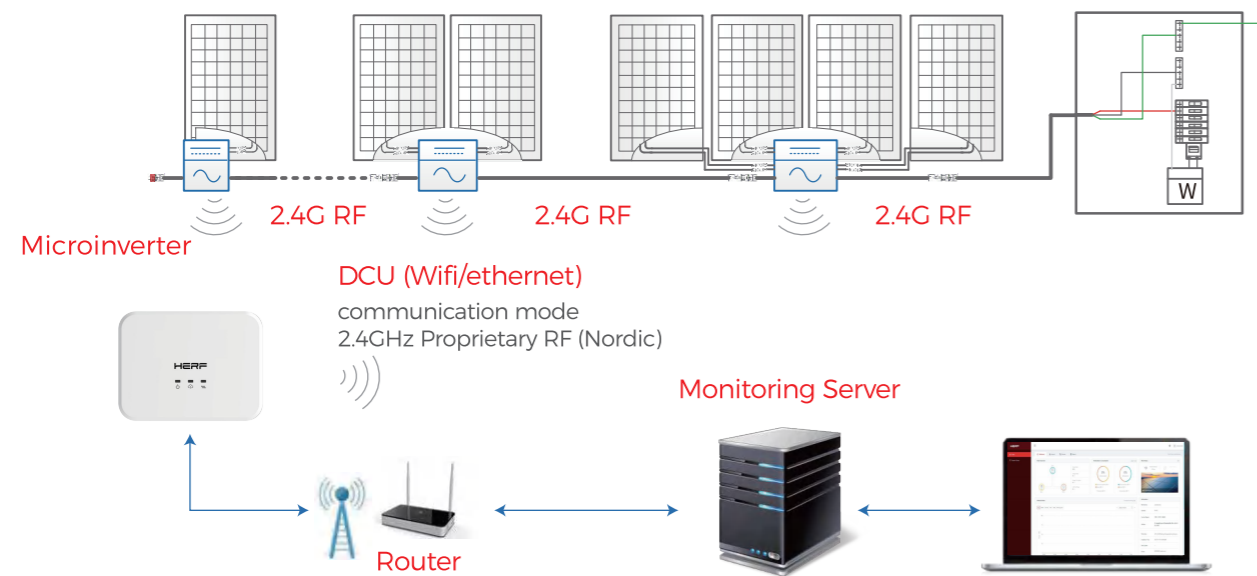 2.4G RF
2.4G RF
2.4G RF
W
Microinverter
DCU (Wifi/ethernet)
communication mode
2.4GHz Proprietary RF (Nordic)
HERF
Monitoring Server
Router